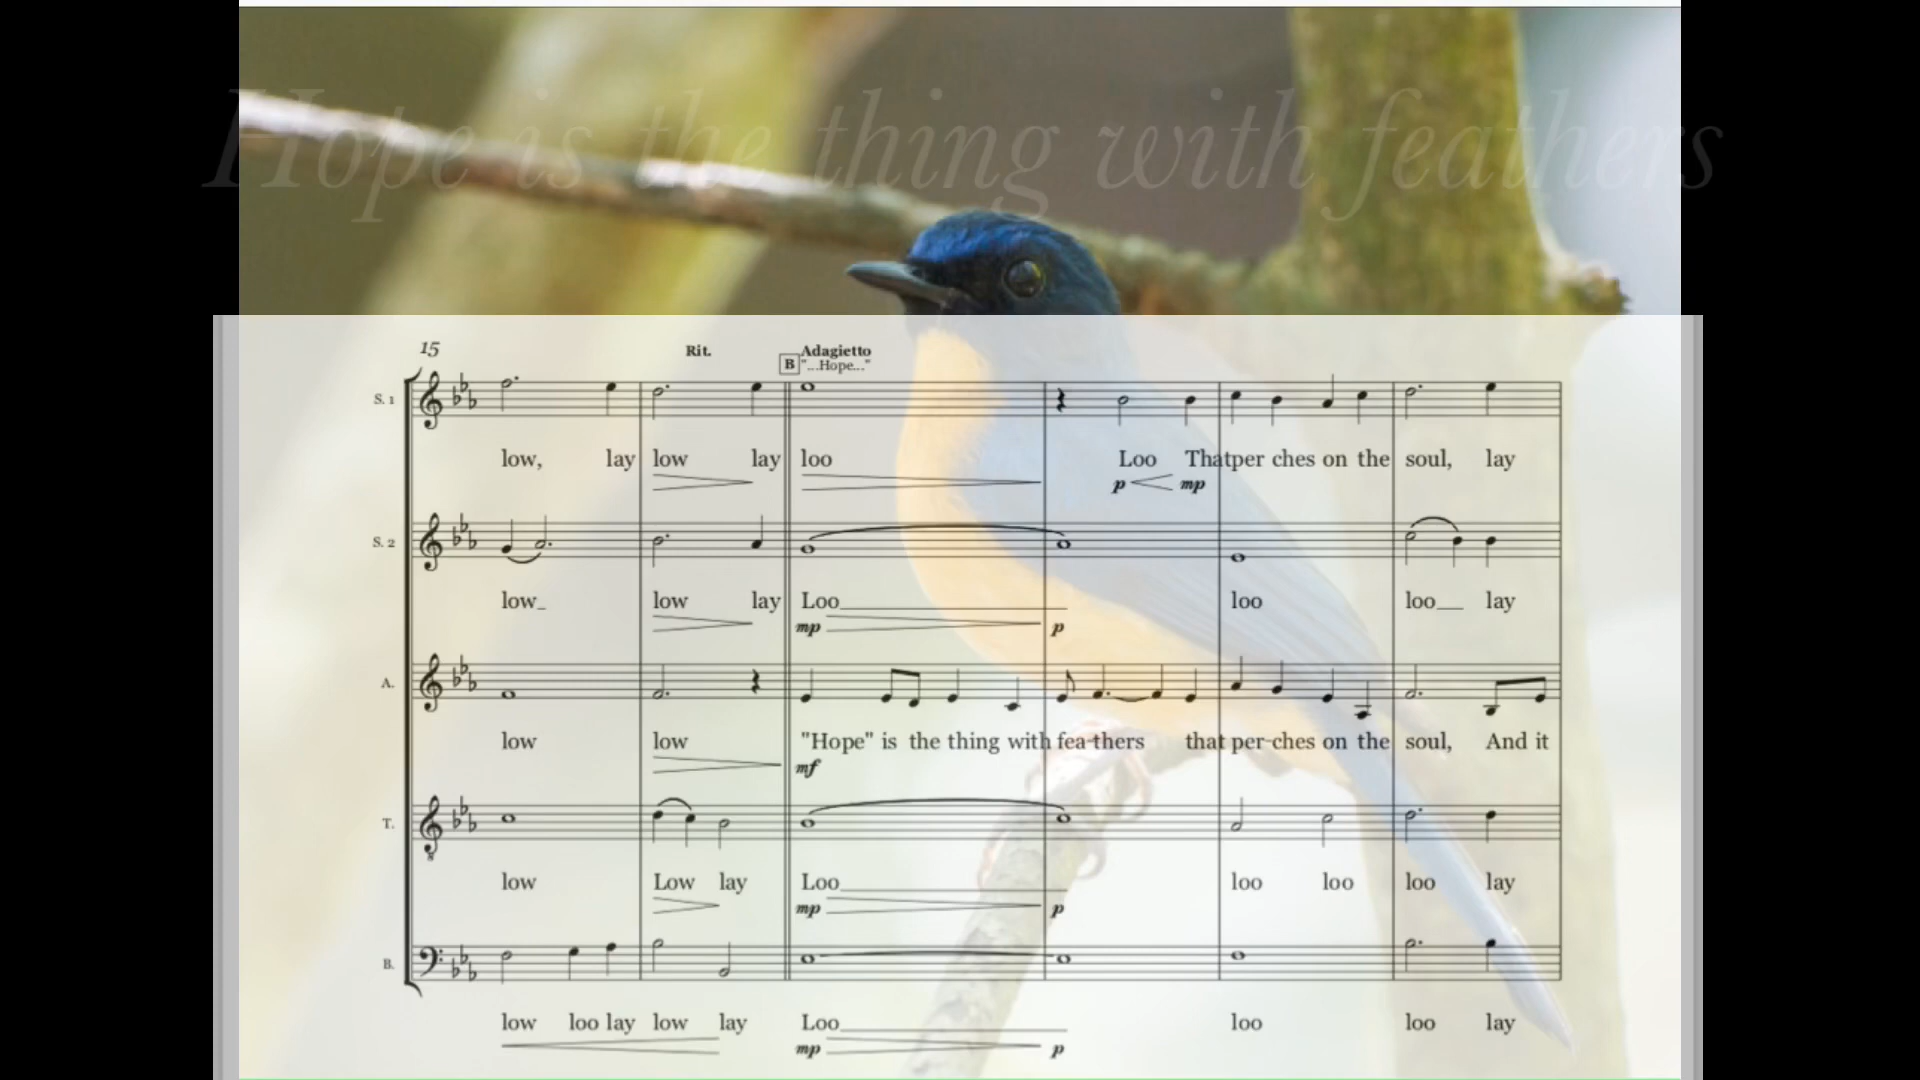 Hope is the thing with feathers
15 Rit. Adagietto
B "...Hope..."
S. 1
low, lay low lay loo Loo Thatper ches on the soul, lay
p mp
S. 2
low_ low lay Loo loo loo lay
mp p
A.
low low "Hope" is the thing with fea-thers that per-ches on the soul, And it
mf
T.
8
low Low lay Loo loo loo loo lay
mp p
B.
low loo lay low lay Loo loo loo lay
mp p